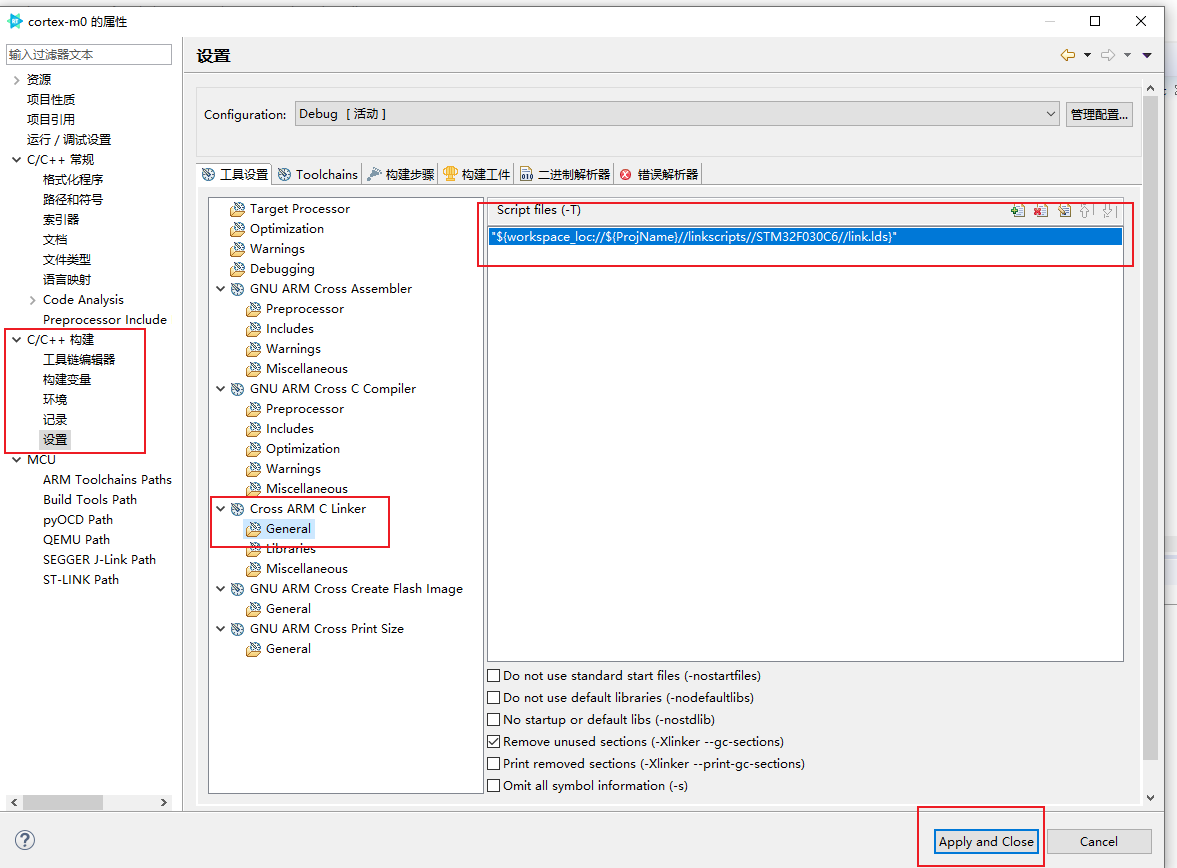 cortex-m0 的属性
输入过滤器文本
资源
项目性质
项目引用
运行 / 调试设置
C/C++ 常规
格式化程序
路径和符号
索引器
文档
文件类型
语言映射
Code Analysis
Preprocessor Include
C/C++ 构建
工具链编辑器
构建变量
环境
记录
设置
MCU
ARM Toolchains Paths
Build Tools Path
pyOCD Path
QEMU Path
SEGGER J-Link Path
ST-LINK Path
设置
Configuration:
Debug [ 活动 ]
管理配置...
工具设置
Toolchains
构建步骤
构建工件
二进制解析器
错误解析器
Target Processor
Optimization
Warnings
Debugging
GNU ARM Cross Assembler
Preprocessor
Includes
Warnings
Miscellaneous
GNU ARM Cross C Compiler
Preprocessor
Includes
Optimization
Warnings
Miscellaneous
Cross ARM C Linker
General
Libraries
Miscellaneous
GNU ARM Cross Create Flash Image
General
GNU ARM Cross Print Size
General
Script files (-T)
"${workspace_loc://${ProjName}//linkscripts//STM32F030C6//link.lds}"
Do not use standard start files (-nostartfiles)
Do not use default libraries (-nodefaultlibs)
No startup or default libs (-nostdlib)
Remove unused sections (-Xlinker --gc-sections)
Print removed sections (-Xlinker --print-gc-sections)
Omit all symbol information (-s)
Apply and Close
Cancel